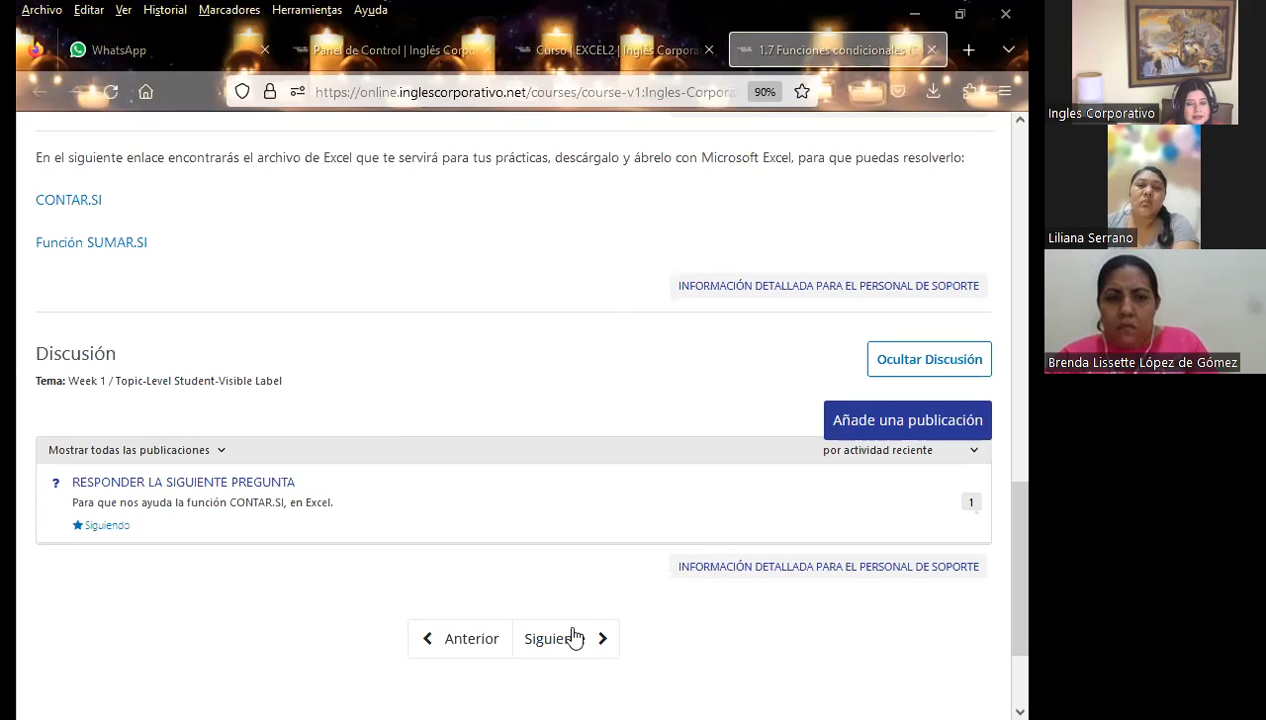 Archivo Editar Ver Historial Marcadores Herramientas Ayuda
WhatsApp
Panel de Control | Inglés Corpo
Curso | EXCEL2 | Inglés Corpora
1.7 Funciones condicionales
https://online.inglescorporativo.net/courses/course-v1:Ingles-Corpora
90%
En el siguiente enlace encontrarás el archivo de Excel que te servirá para tus prácticas, descárgalo y ábrelo con Microsoft Excel, para que puedas resolverlo:
CONTAR.SI
Función SUMAR.SI
INFORMACIÓN DETALLADA PARA EL PERSONAL DE SOPORTE
Discusión
Ocultar Discusión
Tema: Week 1 / Topic-Level Student-Visible Label
Añade una publicación
Mostrar todas las publicaciones
por actividad reciente
? RESPONDER LA SIGUIENTE PREGUNTA
Para que nos ayuda la función CONTAR.SI, en Excel.
1
Siguiendo
INFORMACIÓN DETALLADA PARA EL PERSONAL DE SOPORTE
Anterior
Ingles Corporativo
Liliana Serrano
Brenda Lissette López de Gómez